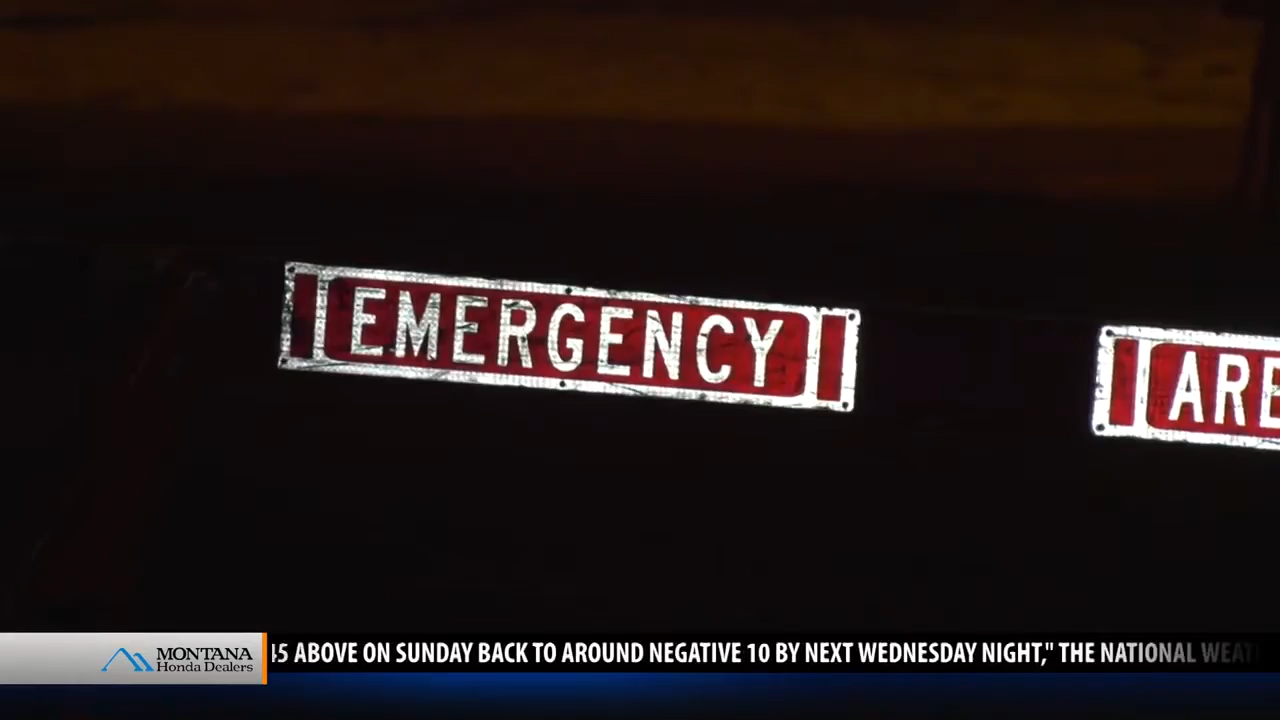 EMERGENCY
MONTANA
Honda Dealers
45 ABOVE ON SUNDAY BACK TO AROUND NEGATIVE 10 BY NEXT WEDNESDAY NIGHT," THE NATIONAL